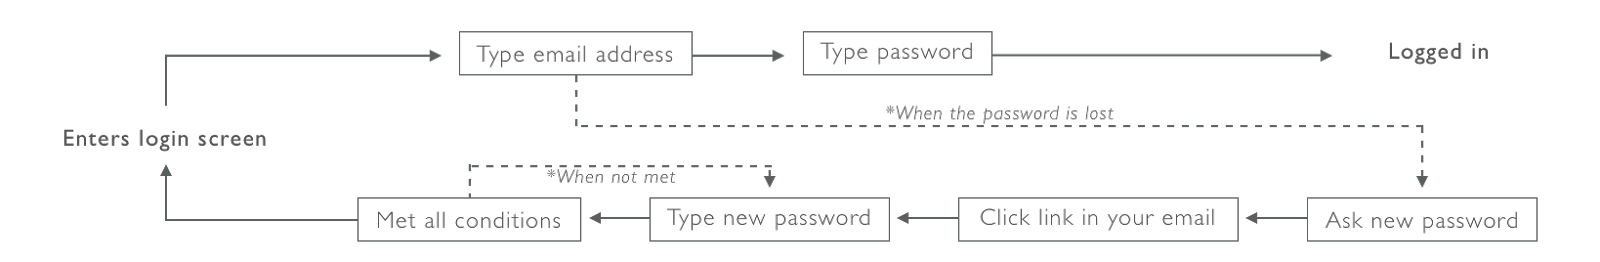 Type email address
Type password
Logged in
*When the password is lost
Enters login screen
*When not met
Met all conditions
Type new password
Click link in your email
Ask new password